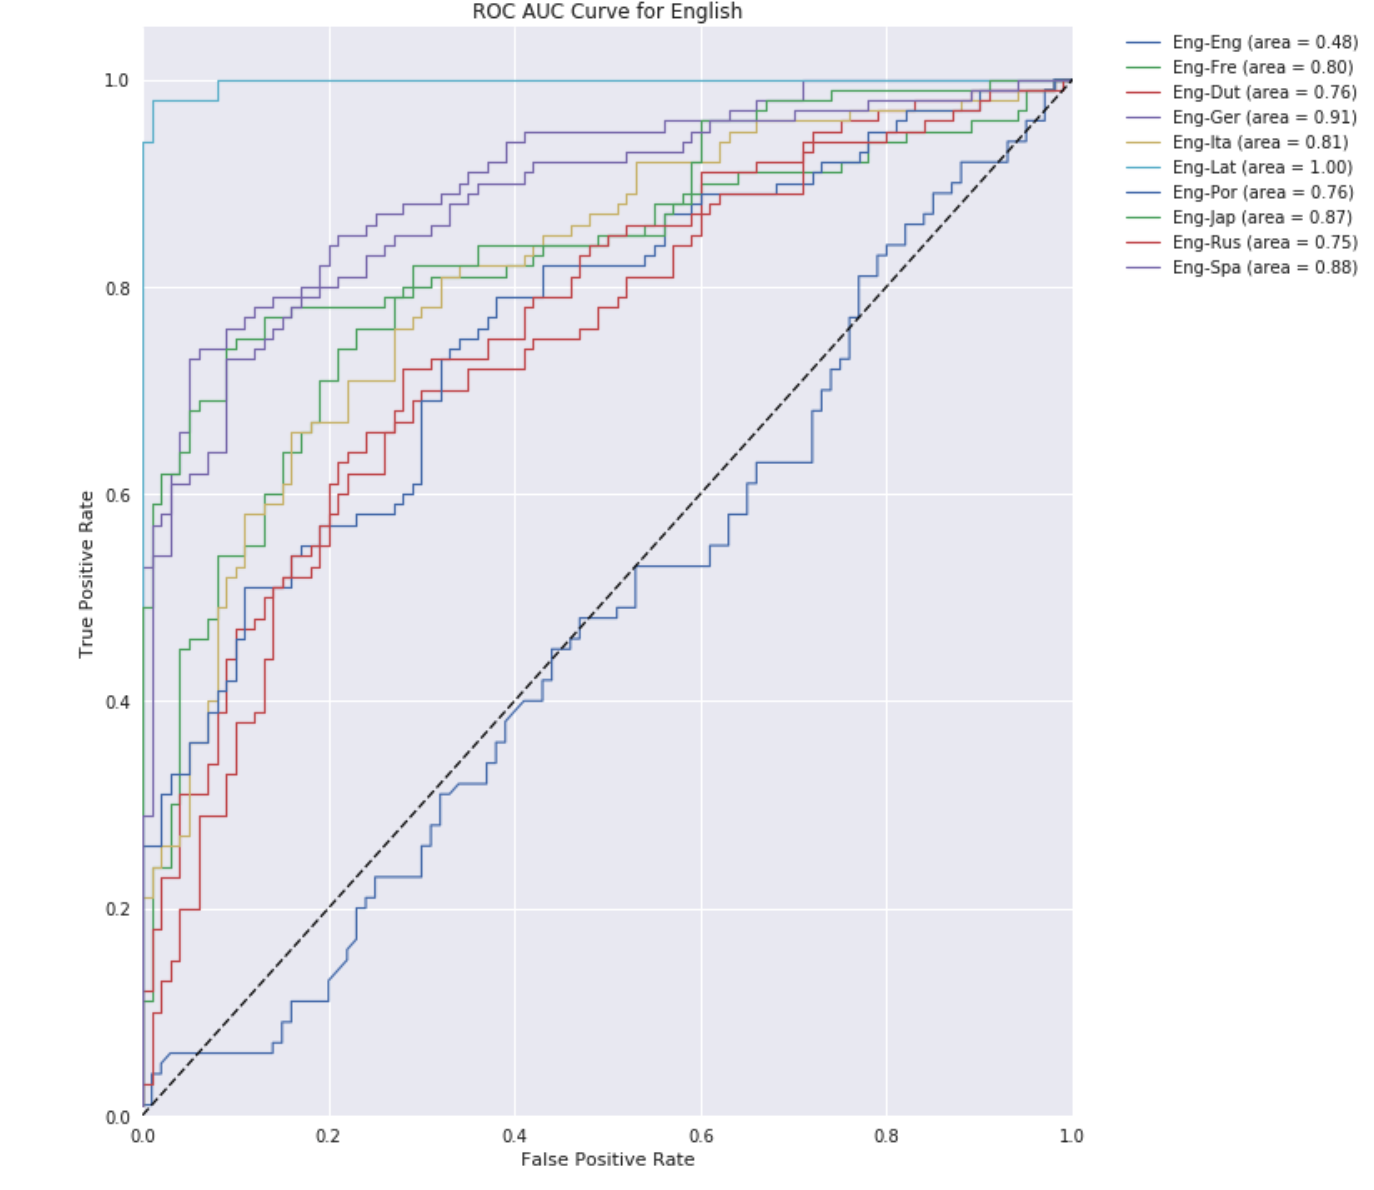 ROC AUC Curve for English
Eng-Eng (area = 0.48)
Eng-Fre (area = 0.80)
Eng-Dut (area = 0.76)
Eng-Ger (area = 0.91)
Eng-Ita (area = 0.81)
Eng-Lat (area = 1.00)
Eng-Por (area = 0.76)
Eng-Jap (area = 0.87)
Eng-Rus (area = 0.75)
Eng-Spa (area = 0.88)
1.0
0.8
0.6
0.4
0.2
0.0
True Positive Rate
0.0 0.2 0.4 0.6 0.8 1.0
False Positive Rate